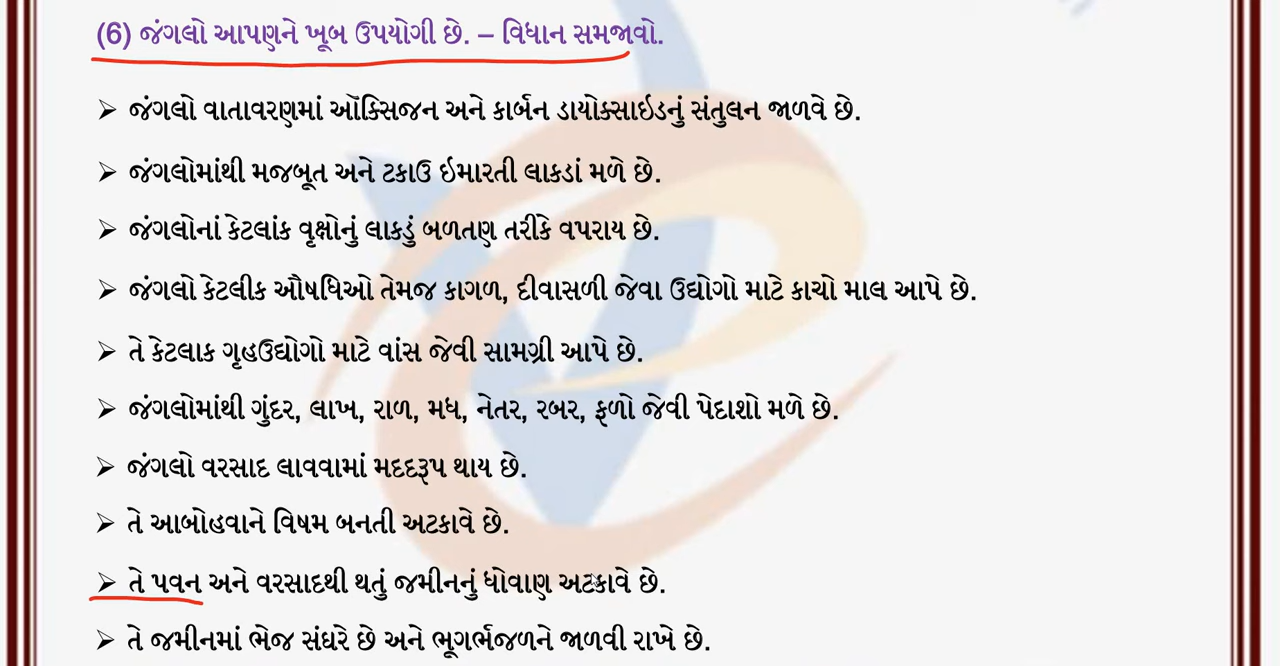 (6) જંગલો આપણને ખૂબ ઉપયોગી છે. – વિધાન સમજાવો.
➢ જંગલો વાતાવરણમાં ઑક્સિજન અને કાર્બન ડાયોક્સાઇડનું સંતુલન જાળવે છે.
➢ જંગલોમાંથી મજબૂત અને ટકાઉ ઇમારતી લાકડાં મળે છે.
➢ જંગલોનાં કેટલાંક વૃક્ષોનું લાકડું બળતણ તરીકે વપરાય છે.
➢ જંગલો કેટલીક ઔષધિઓ તેમજ કાગળ, દીવાસળી જેવા ઉદ્યોગો માટે કાચો માલ આપે છે.
➢ તે કેટલાક ગૃહઉદ્યોગો માટે વાંસ જેવી સામગ્રી આપે છે.
➢ જંગલોમાંથી ગુંદર, લાખ, રાળ, મધ, નેતર, રબર, ફળો જેવી પેદાશો મળે છે.
➢ જંગલો વરસાદ લાવવામાં મદદરૂપ થાય છે.
➢ તે આબોહવાને વિષમ બનતી અટકાવે છે.
➢ તે પવન અને વરસાદથી થતું જમીનનું ધોવાણ અટકાવે છે.
➢ તે જમીનમાં ભેજ સંઘરે છે અને ભૂગર્ભજળને જાળવી રાખે છે.